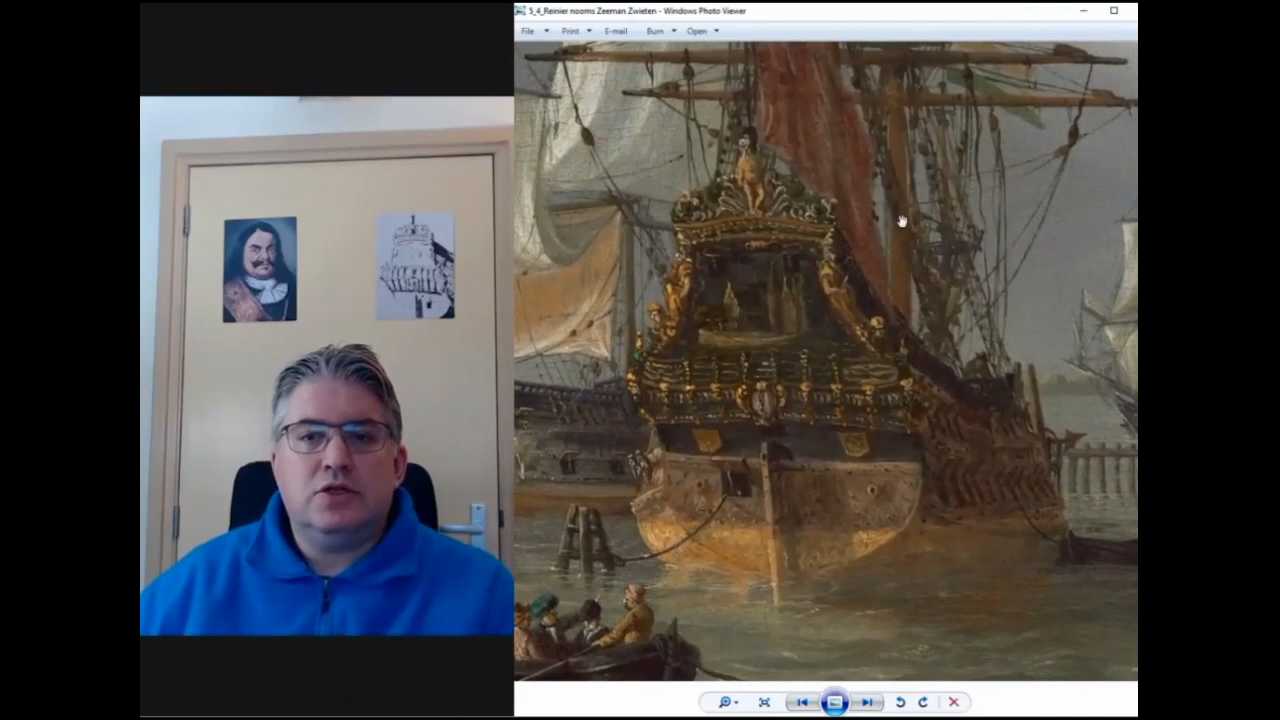 5_4_Reinier nooms Zeeman Zwieten - Windows Photo Viewer
File Print E-mail Burn Open